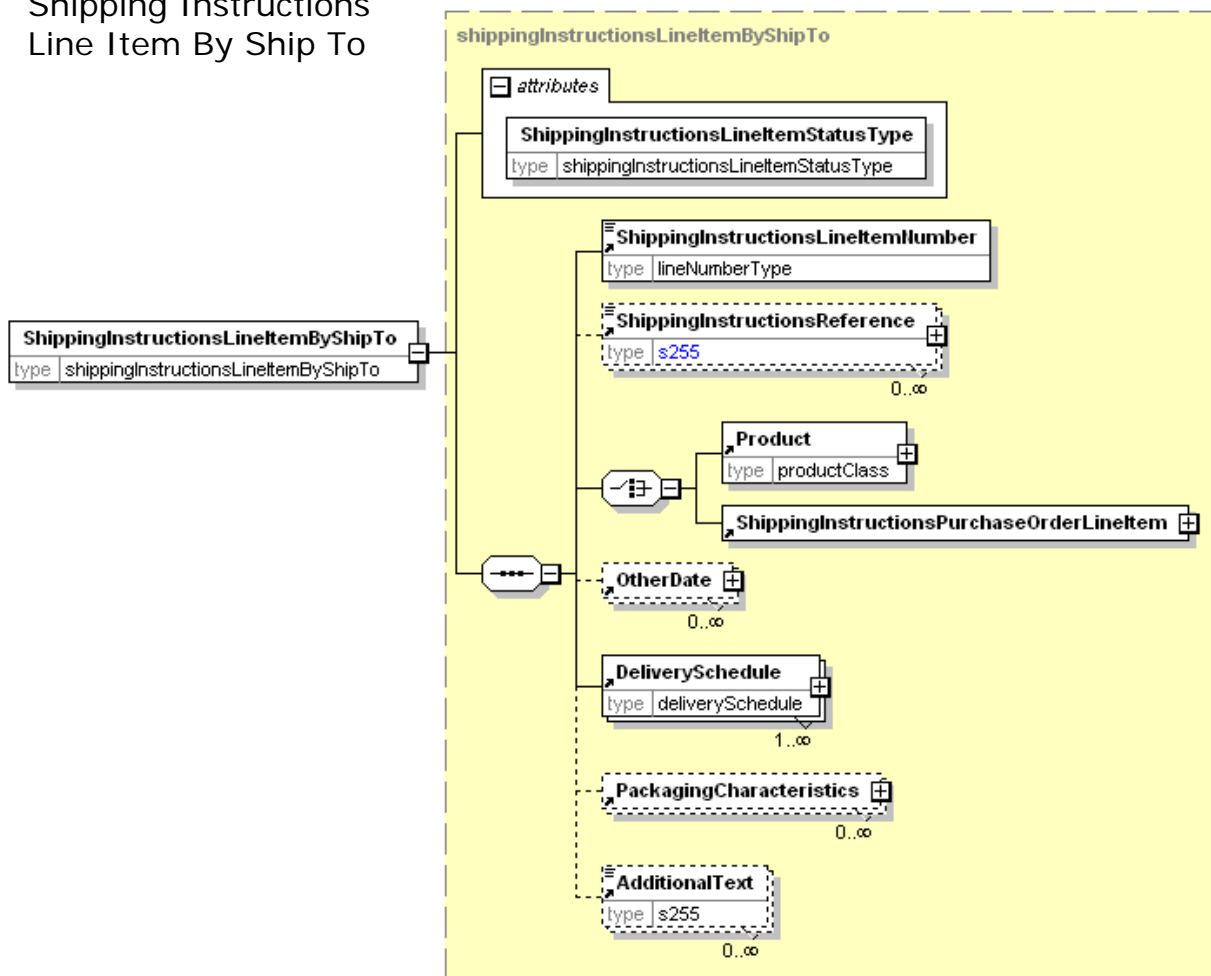 Shipping Instructions
Line Item By Ship To
shippingInstructionsLineItemByShipTo
attributes
ShippingInstructionsLineItemStatusType
type shippingInstructionsLineItemStatusType
ShippingInstructionsLineItemNumber
type lineNumberType
ShippingInstructionsReference
type s255
0..∞
ShippingInstructionsLineItemByShipTo
type shippingInstructionsLineItemByShipTo
Product
type productClass
ShippingInstructionsPurchaseOrderLineItem
OtherDate
0..∞
DeliverySchedule
type deliverySchedule
1..∞
PackagingCharacteristics
0..∞
AdditionalText
type s255
0..∞